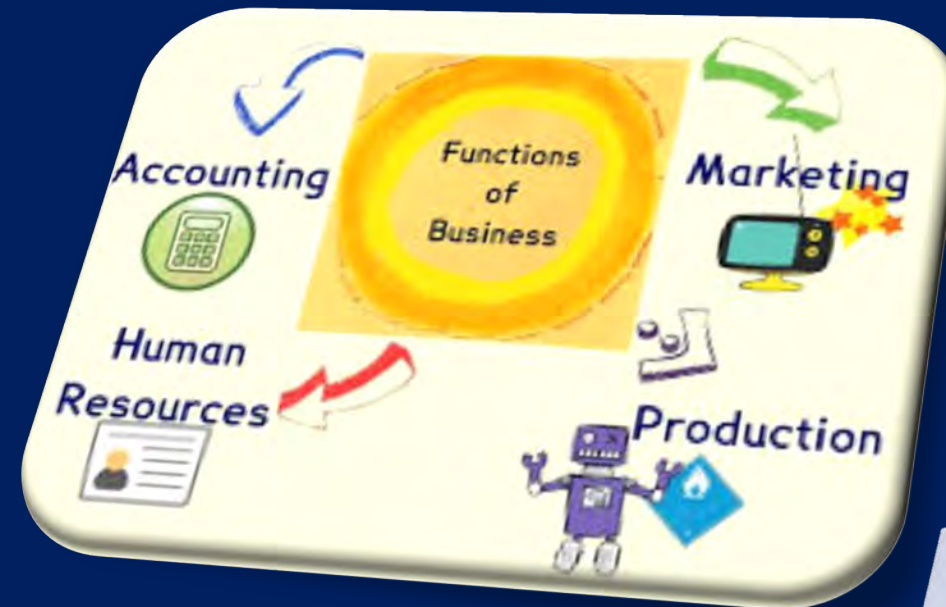 Functions
of
Business
Accounting
Marketing
Human
Resources
Production